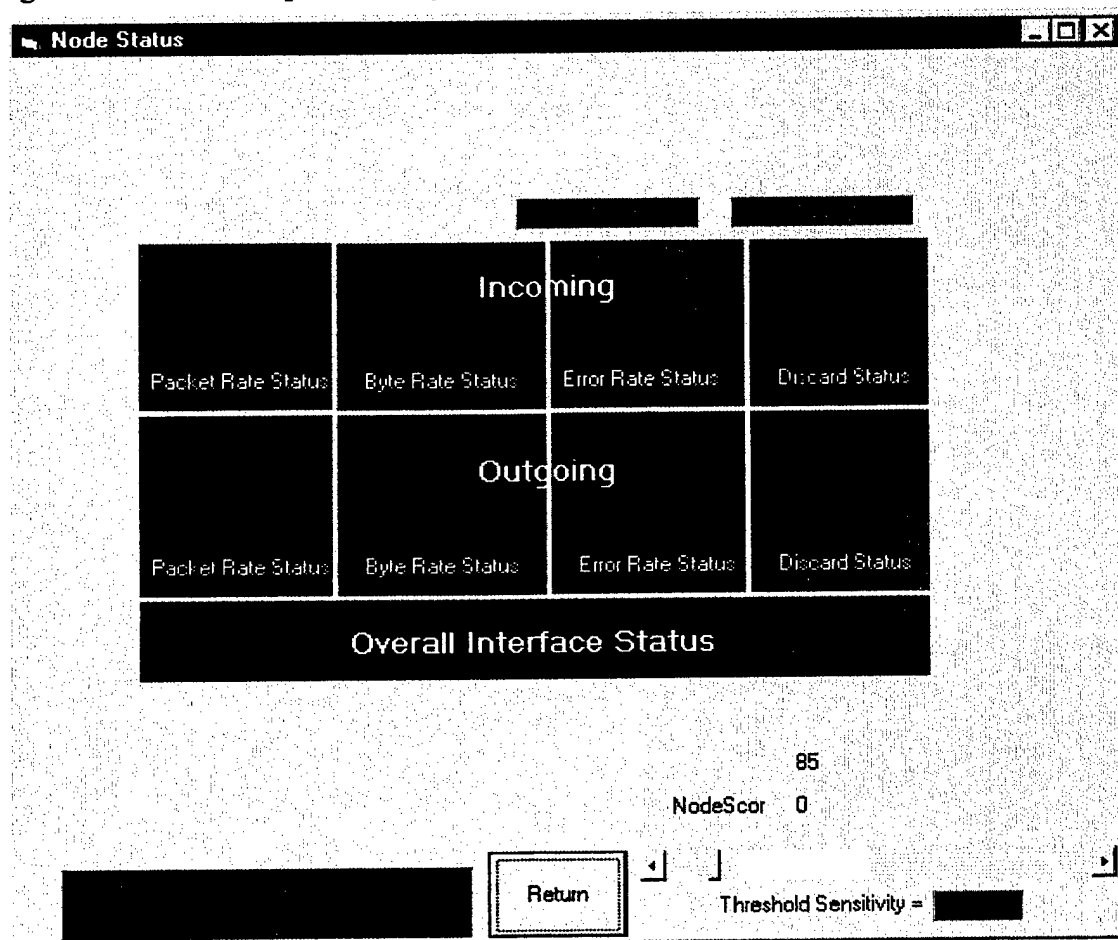 Node Status
Incoming
Packet Rate Status Byte Rate Status Error Rate Status Discard Status
Outgoing
Packet Rate Status Byte Rate Status Error Rate Status Discard Status
Overall Interface Status
85
NodeScor 0
Return
Threshold Sensitivity =